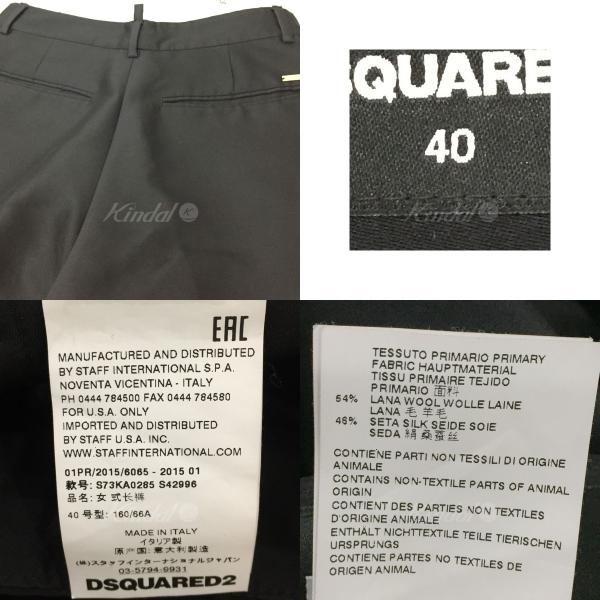 Kindal K
SQUARE
40
Kindal K
EAC
MANUFACTURED AND DISTRIBUTED
BY STAFF INTERNATIONAL S.P.A.
NOVENTA VICENTINA - ITALY
PH 0444 784500 FAX 0444 784580
FOR U.S.A. ONLY
IMPORTED AND DISTRIBUTED
BY STAFF U.S.A. INC.
WWW.STAFFINTERNATIONAL.COM
01PR/2015/6065 - 2015 01
款号: S73KA0285 S42996
品名: 女式长裤
40 号型: 160/66A
MADE IN ITALY
イタリア製
原产国: 意大利製造
(株)スタッフインターナショナルジャパン
03-5794-9931
DSQUARED2
TESSUTO PRIMARIO PRIMARY
FABRIC HAUPTMATERIAL
TISSU PRIMAIRE TEJIDO
PRIMARIO 面料
54% LANA WOOL WOLLE LAINE
LANA 毛 羊毛
46% SETA SILK SEIDE SOIE
SEDA 絹 桑蚕丝
CONTIENE PARTI NON TESSILI DI ORIGINE
ANIMALE
CONTAINS NON-TEXTILE PARTS OF ANIMAL
ORIGIN
CONTIENT DES PARTIES NON TEXTILES
D'ORIGINE ANIMALE
ENTHÄLT NICHTTEXTILE TEILE TIERISCHEN
URSPRUNGS
CONTIENE PARTES NO TEXTILES DE
ORIGEN ANIMAL